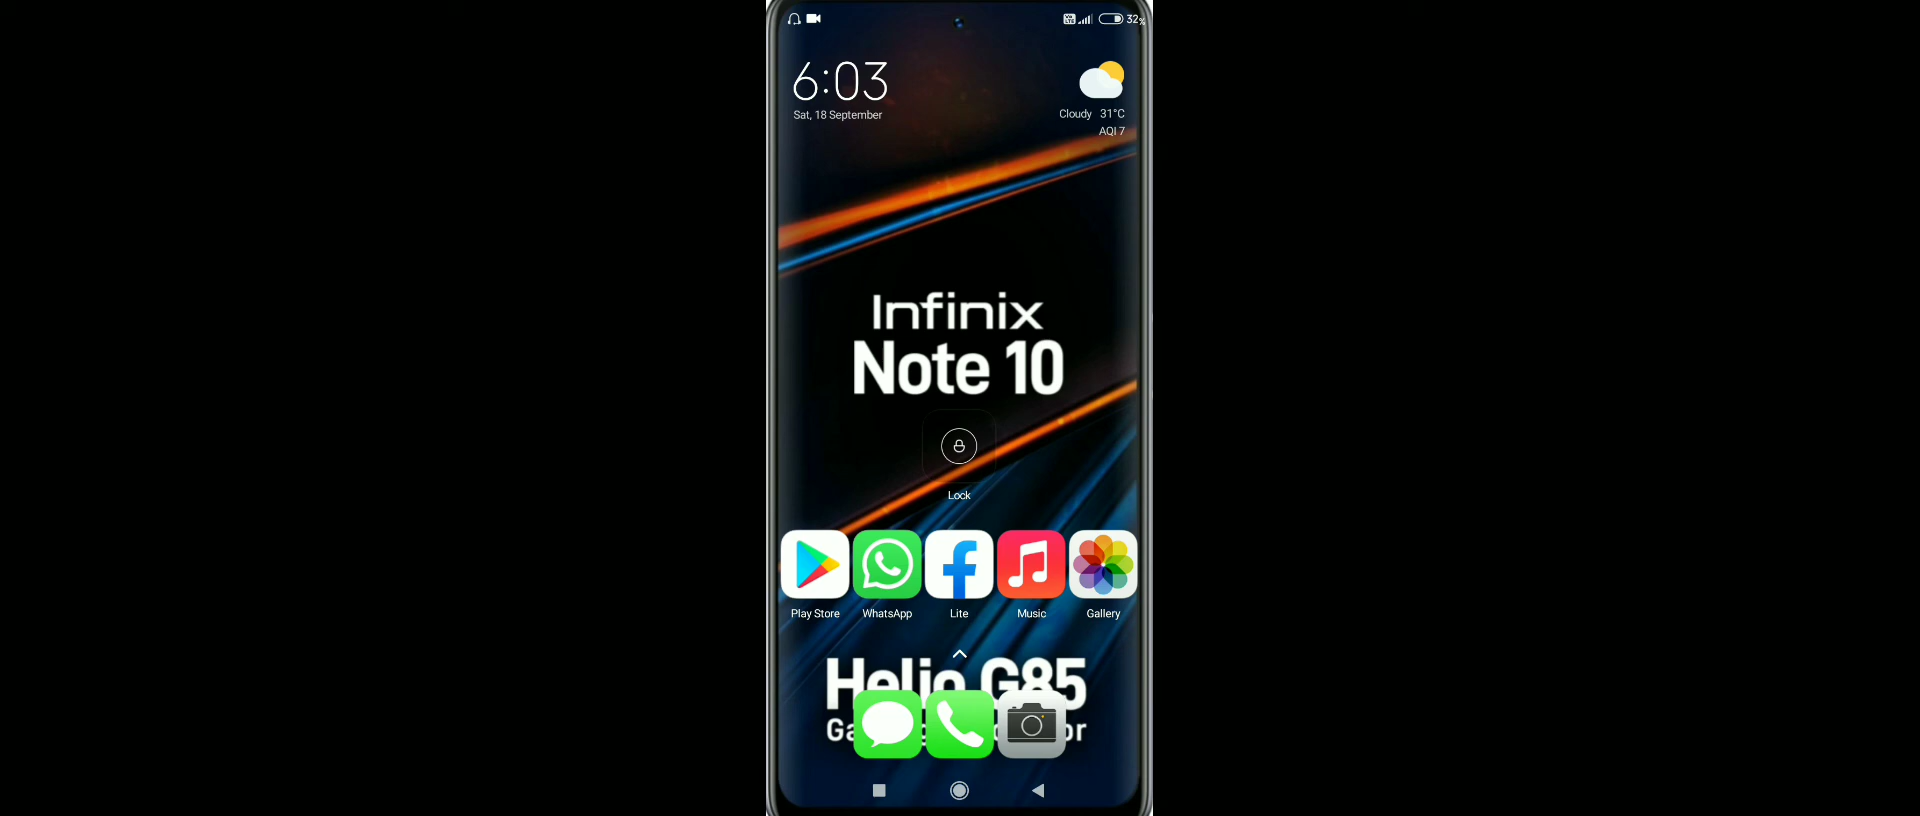 32%
6:03
Sat, 18 September
Cloudy 31°C
AQI 7
Infinix
Note 10
Lock
Play Store WhatsApp Lite Music Gallery
Helio G85